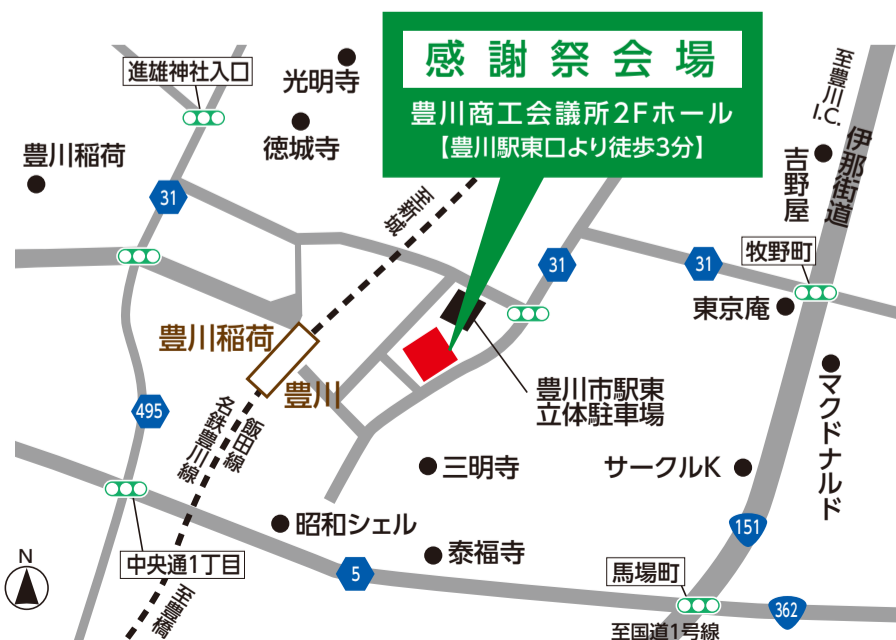 感謝祭会場
豊川商工会議所2Fホール
【豊川駅東口より徒歩3分】
進雄神社入口
光明寺
徳城寺
豊川稲荷
31
至新城
至豊川
I.C.
伊那街道
吉野屋
牧野町
31
31
東京庵
豊川稲荷
豊川
豊川市駅東
立体駐車場
マクドナルド
495
飯田線
名鉄豊川線
三明寺
サークルK
昭和シェル
泰福寺
151
中央通1丁目
5
馬場町
362
至豊橋
至国道1号線
N